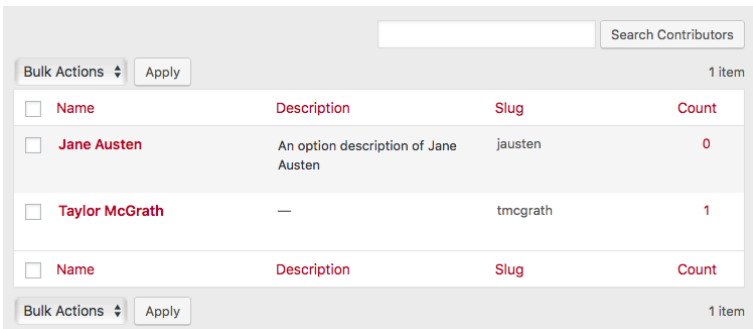 Search Contributors
Bulk Actions Apply 1 item
Name Description Slug Count
Jane Austen An option description of Jane jausten 0
Austen
Taylor McGrath — tmcgrath 1
Name Description Slug Count
Bulk Actions Apply 1 item